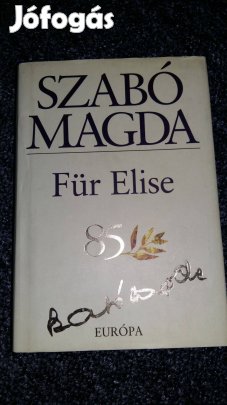 Jófogás
SZABÓ
MAGDA
Für Elise
85
EURÓPA